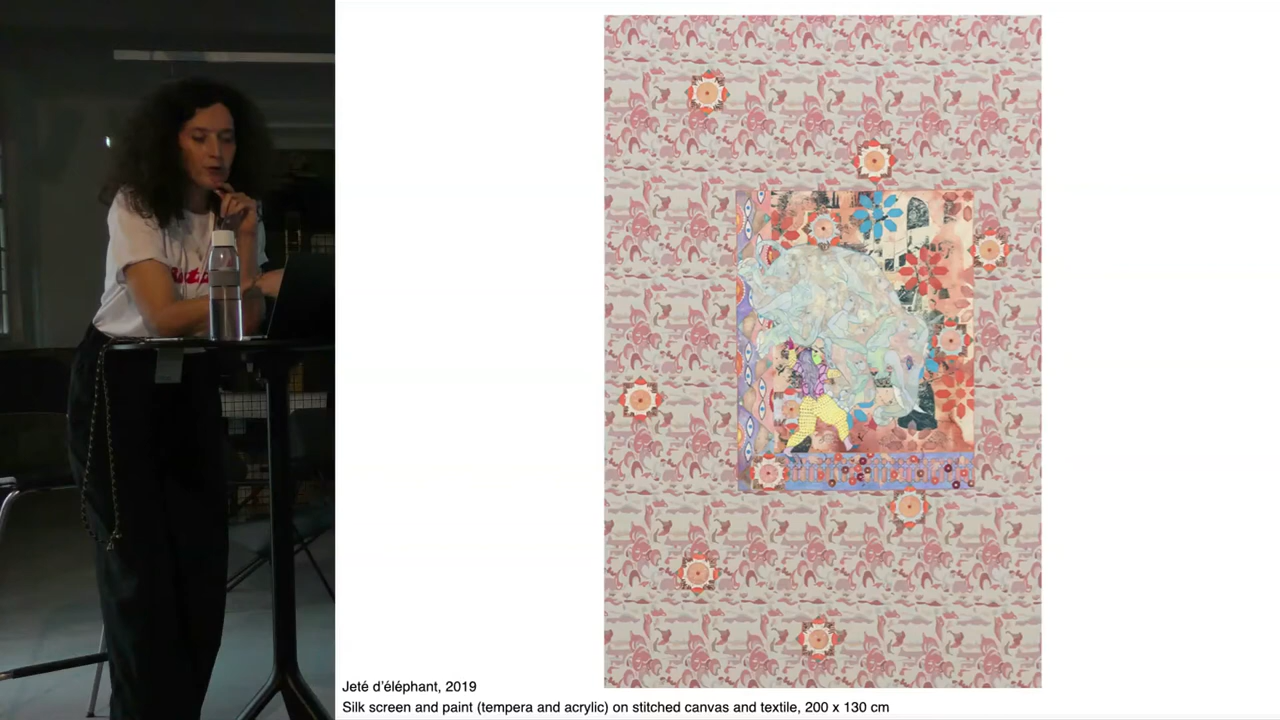 Jeté d’éléphant, 2019
Silk screen and paint (tempera and acrylic) on stitched canvas and textile, 200 x 130 cm